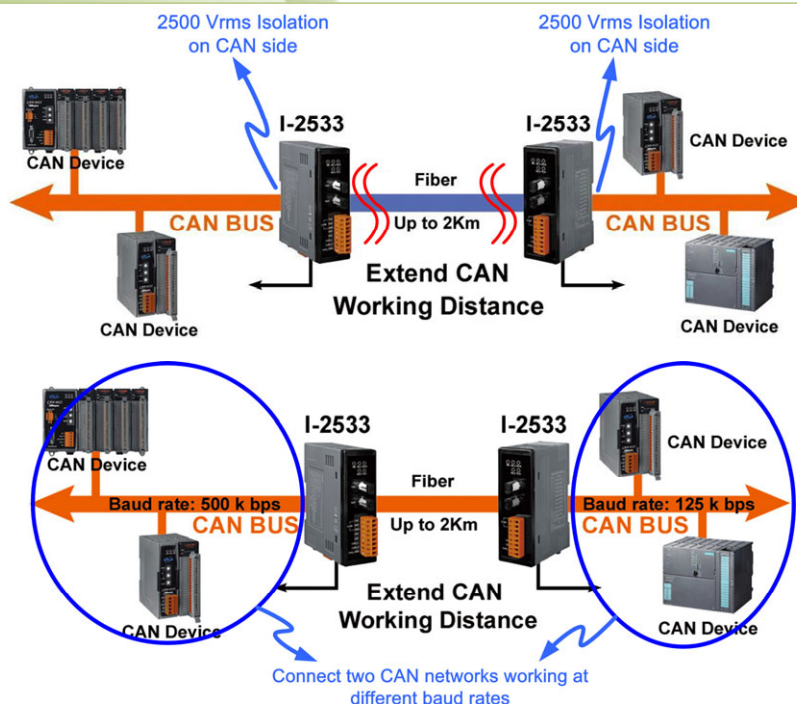 2500 Vrms Isolation
on CAN side
2500 Vrms Isolation
on CAN side
I-2533
I-2533
CAN Device
CAN Device
Fiber
CAN BUS
Up to 2Km
CAN BUS
Extend CAN
Working Distance
CAN Device
CAN Device
I-2533
I-2533
CAN Device
CAN Device
Fiber
Baud rate: 500 k bps
Baud rate: 125 k bps
CAN BUS
Up to 2Km
CAN BUS
Extend CAN
Working Distance
CAN Device
CAN Device
Connect two CAN networks working at
different baud rates